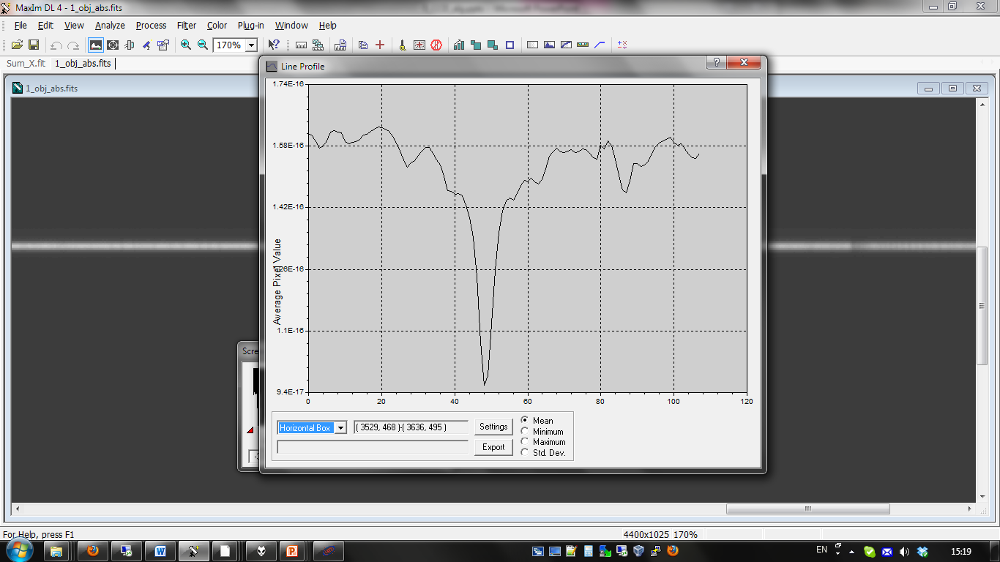 MaxIm DL 4 - 1_obj_abs.fits
File Edit View Analyze Process Filter Color Plug-in Window Help
170%
Sum_X.fit 1_obj_abs.fits
1_obj_abs.fits
Line Profile
1.74E-16
1.58E-16
1.42E-16
1.26E-16
1.1E-16
9.4E-17
Average Pixel Value
0 20 40 60 80 100 120
Scre
Horizontal Box
( 3529, 468 )-( 3636, 495 )
Settings
Export
Mean
Minimum
Maximum
Std. Dev.
For Help, press F1
4400x1025 170%
EN
15:19